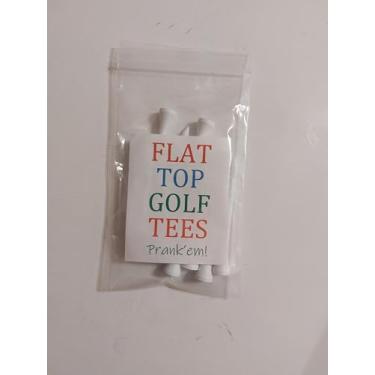 FLAT
TOP
GOLF
TEES
Prank'em!